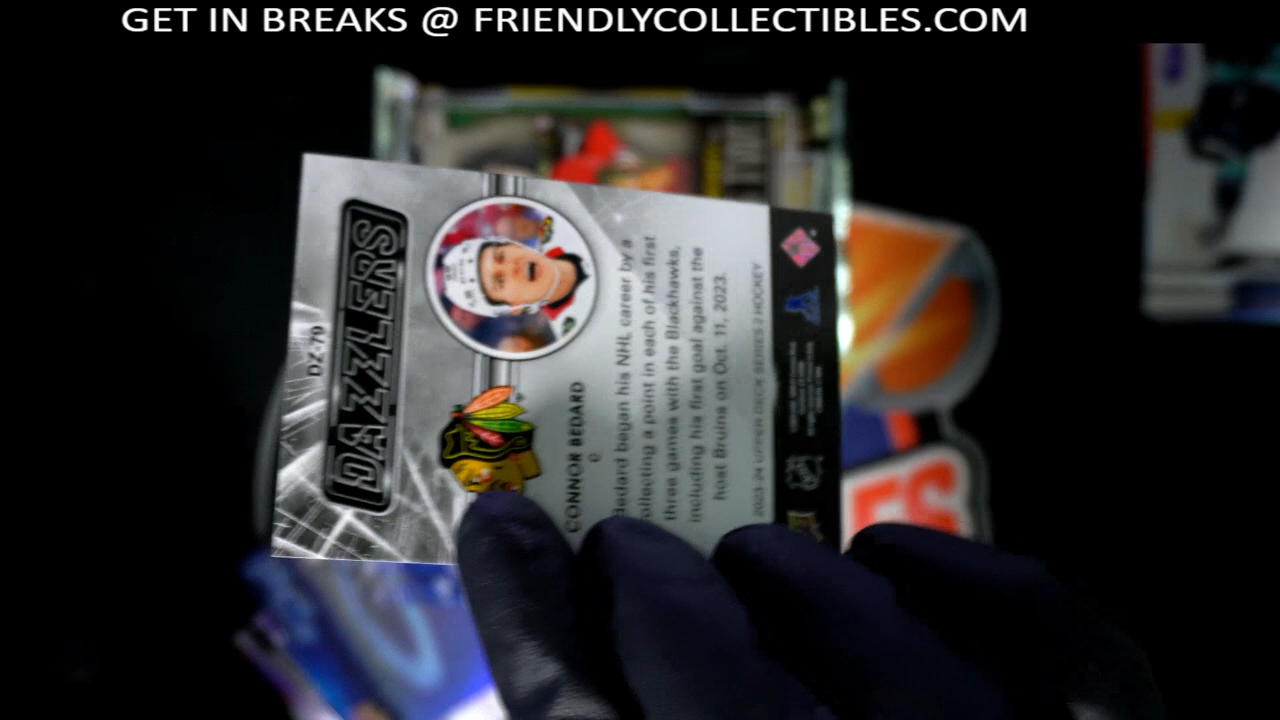 GET IN BREAKS @ FRIENDLYCOLLECTIBLES.COM
DZ-79
DAZZLERS
CONNOR BEDARD
C
Bedard began his NHL career by a
collecting a point in each of his first
three games with the Blackhawks,
including his first goal against the
host Bruins on Oct. 11, 2023.
2023-24 UPPER DECK SERIES 2 HOCKEY